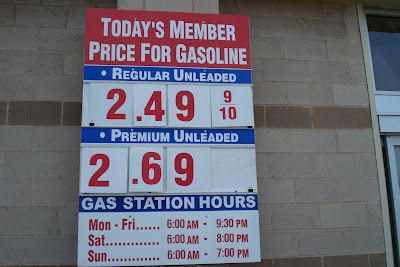 TODAY'S MEMBER
PRICE FOR GASOLINE
• REGULAR UNLEADED
2.49 9/10
• PREMIUM UNLEADED
2.69
GAS STATION HOURS
Mon - Fri...... 6:00 AM - 9:30 PM
Sat.............. 6:00 AM - 8:00 PM
Sun............. 6:00 AM - 7:00 PM